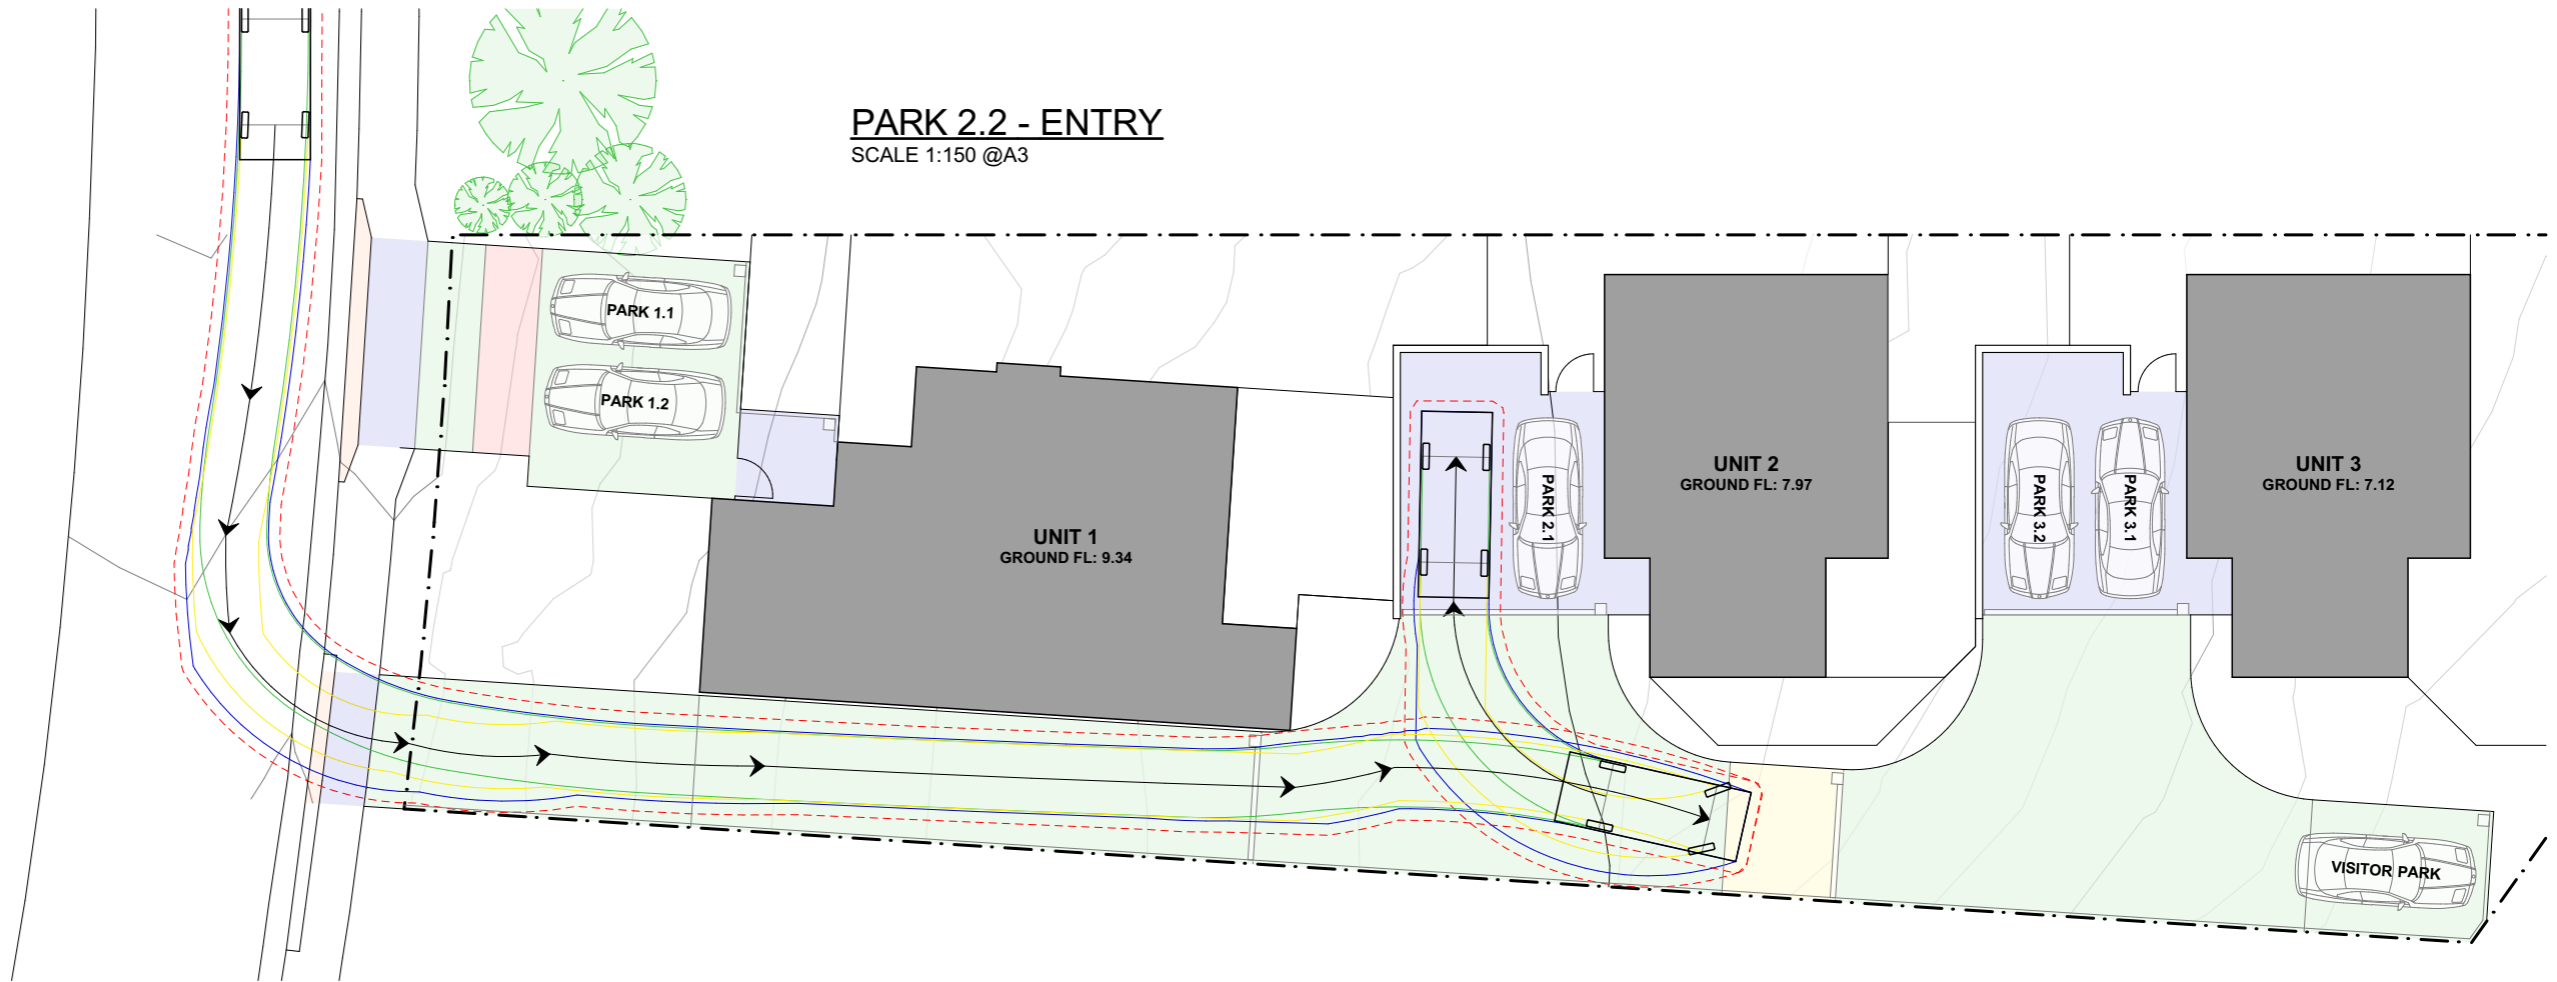 PARK 2.2 - ENTRY
SCALE 1:150 @A3
PARK 1.1
PARK 1.2
UNIT 1
GROUND FL: 9.34
PARK 2.1
UNIT 2
GROUND FL: 7.97
PARK 3.2
PARK 3.1
UNIT 3
GROUND FL: 7.12
VISITOR PARK